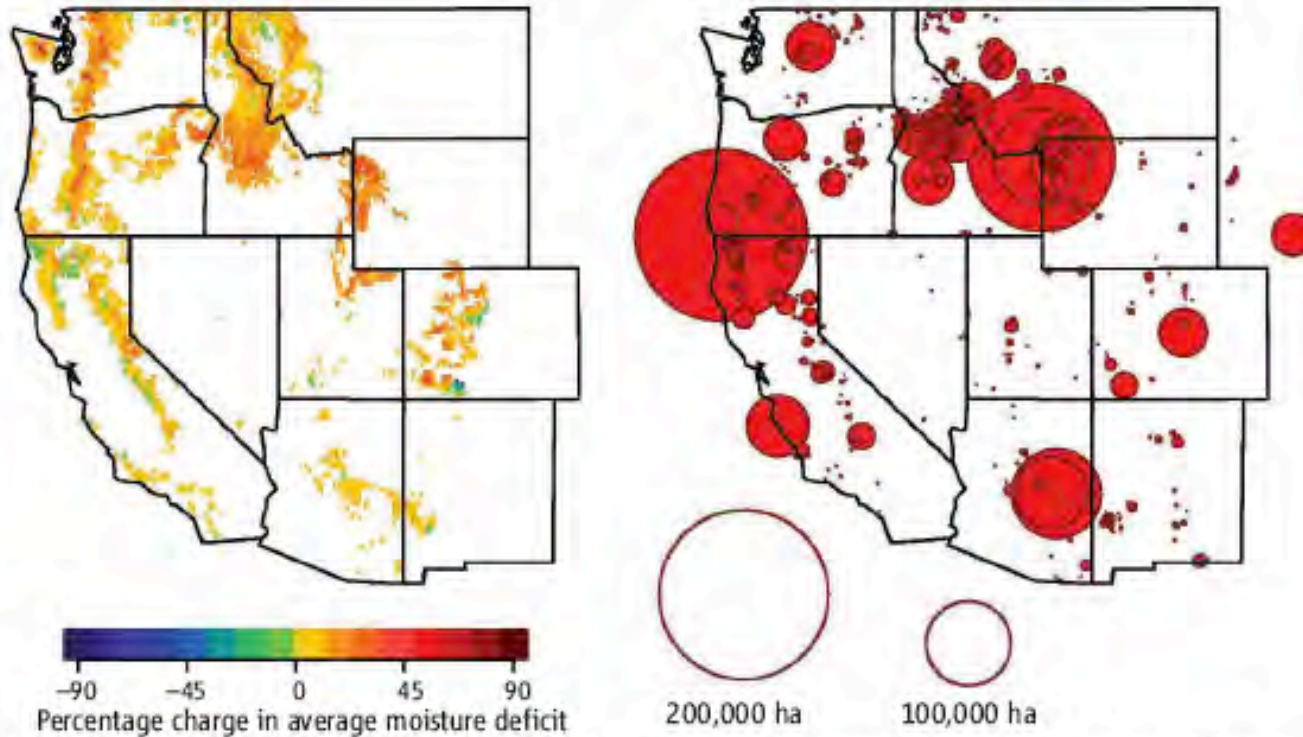 −90 −45 0 45 90
Percentage charge in average moisture deficit
200,000 ha 100,000 ha